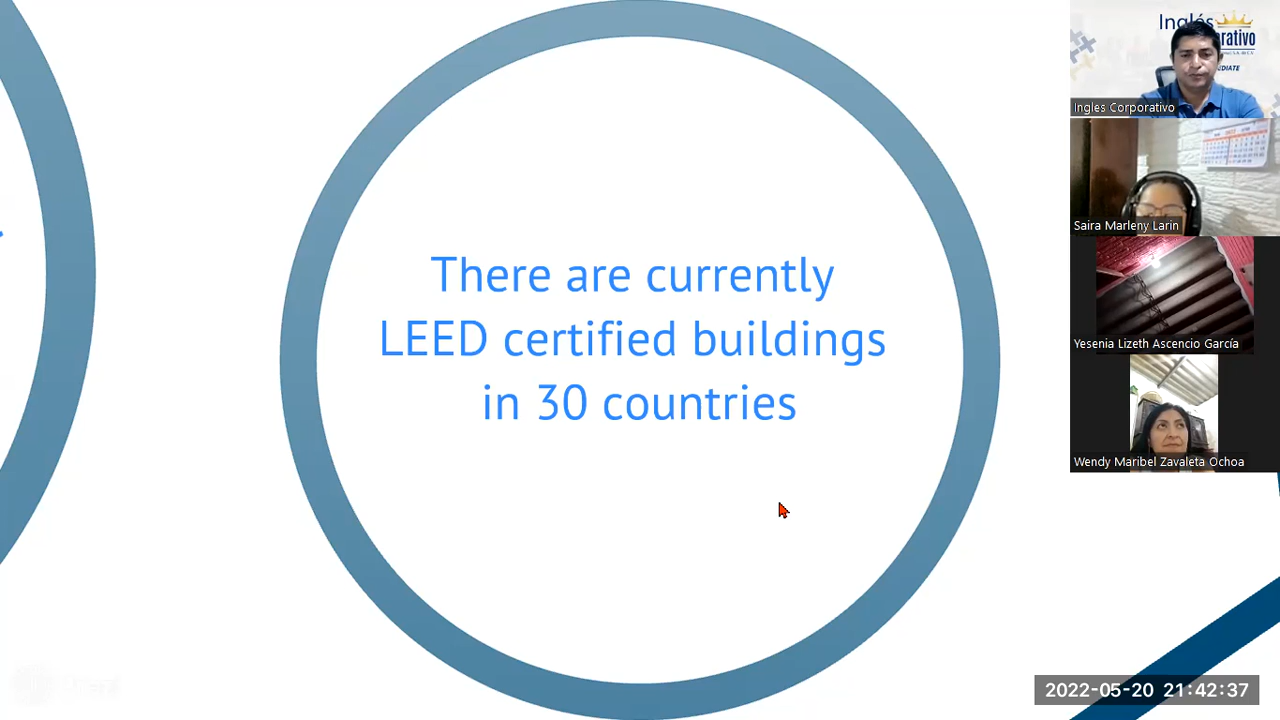 There are currently
LEED certified buildings
in 30 countries
Inglés
Ingles Corporativo
Saira Marleny Larin
Yesenia Lizeth Ascencio García
Wendy Maribel Zavaleta Ochoa
2022-05-20 21:42:37